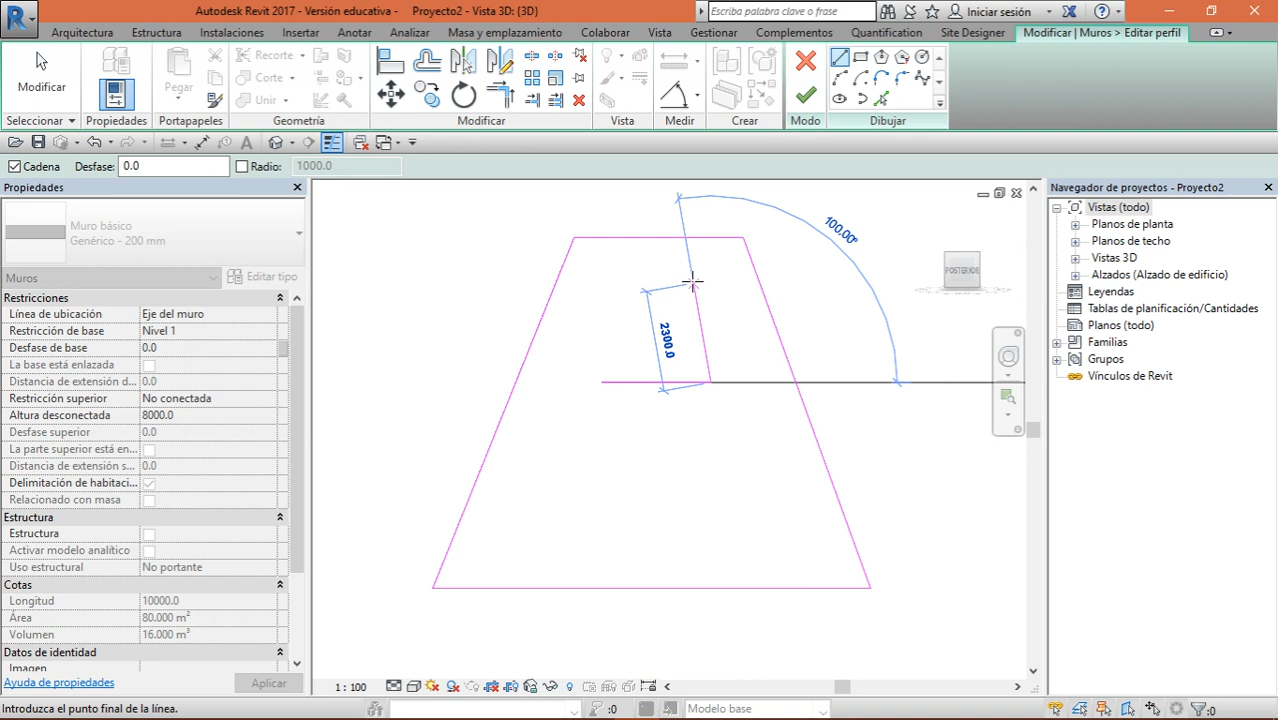 Autodesk Revit 2017 - Versión educativa - Proyecto2 - Vista 3D: {3D}
Escriba palabra clave o frase
Iniciar sesión
Arquitectura Estructura Instalaciones Insertar Anotar Analizar Masa y emplazamiento Colaborar Vista Gestionar Complementos Quantification Site Designer Modificar | Muros > Editar perfil
Modificar
Pegar
Recorte
Corte
Unir
Seleccionar Propiedades Portapapeles Geometría Modificar Vista Medir Crear Modo Dibujar
Cadena Desfase: 0.0 Radio: 1000.0
Propiedades
Muro básico
Genérico - 200 mm
Muros Editar tipo
Restricciones
Línea de ubicación Eje del muro
Restricción de base Nivel 1
Desfase de base 0.0
La base está enlazada
Distancia de extensión d... 0.0
Restricción superior No conectada
Altura desconectada 8000.0
Desfase superior 0.0
La parte superior está en...
Distancia de extensión s... 0.0
Delimitación de habitaci...
Relacionado con masa
Estructura
Estructura
Activar modelo analítico
Uso estructural No portante
Cotas
Longitud 10000.0
Área 80.000 m²
Volumen 16.000 m³
Datos de identidad
Imagen
Ayuda de propiedades Aplicar
100.00°
2300.0
POSTERIOR
1 : 100
Navegador de proyectos - Proyecto2
Vistas (todo)
Planos de planta
Planos de techo
Vistas 3D
Alzados (Alzado de edificio)
Leyendas
Tablas de planificación/Cantidades
Planos (todo)
Familias
Grupos
Vínculos de Revit
Introduzca el punto final de la línea.
:0
Modelo base
:0